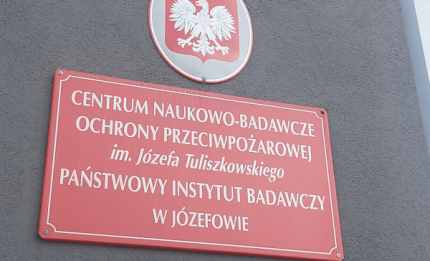 CENTRUM NAUKOWO-BADAWCZE
OCHRONY PRZECIWPOŻAROWEJ
im. Józefa Tuliszkowskiego
PAŃSTWOWY INSTYTUT BADAWCZY
W JÓZEFOWIE